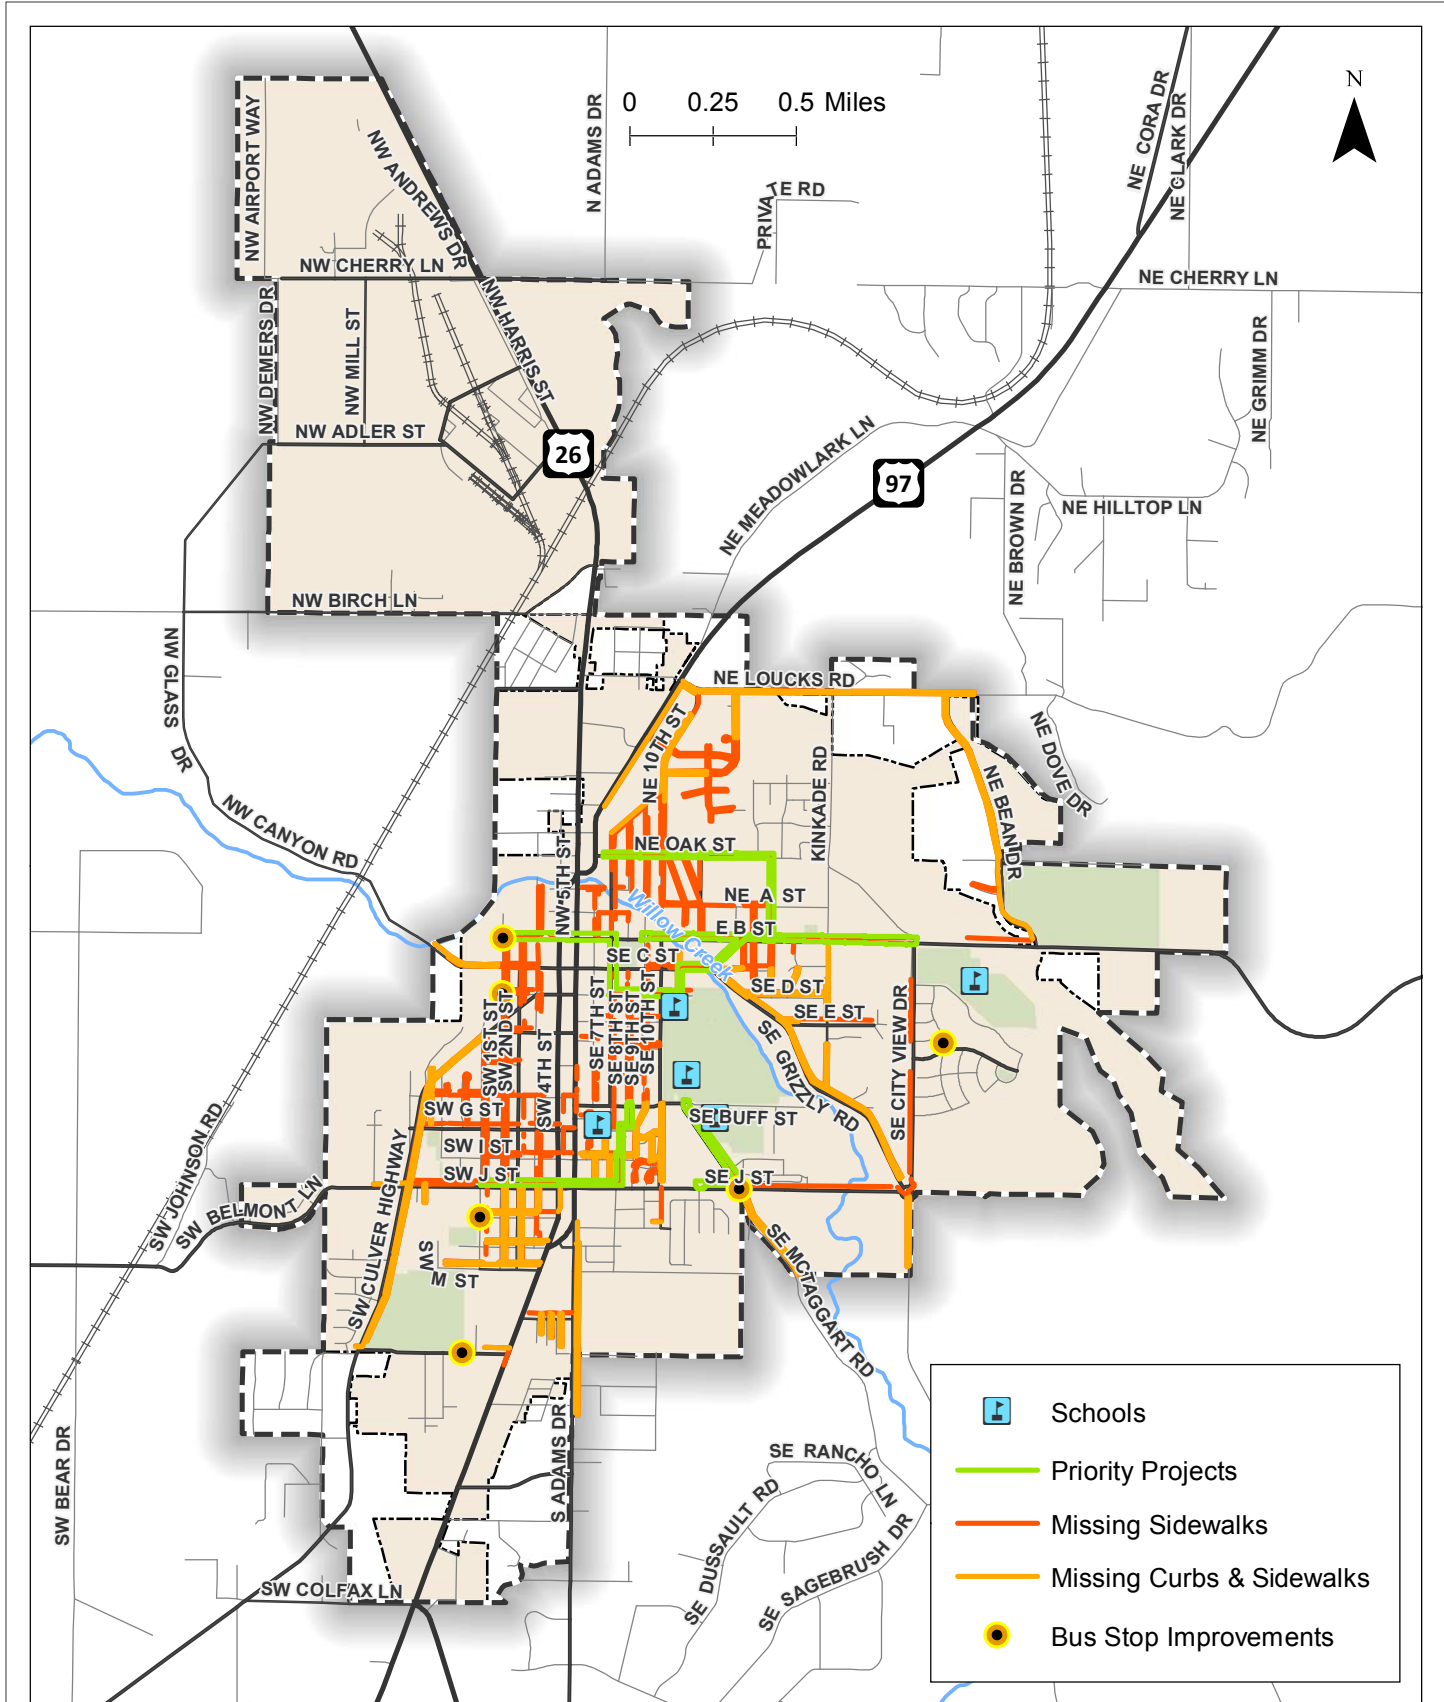 N
0 0.25 0.5 Miles
NW AIRPORT WAY
NW ANDREWS DR
N ADAMS DR
PRIVATE RD
NE CORA DR
NE CLARK DR
NW CHERRY LN
NE CHERRY LN
NW DEMERS DR
NW MILL ST
NW HARRIS ST
NE GRIMM DR
NW ADLER ST
26
97
NE MEADOWLARK LN
NE HILLTOP LN
NE BROWN DR
NW BIRCH LN
NW GLASS DR
NE LOUCKS RD
NE 10TH ST
KINKADE RD
NE DOVE DR
NE BEAN DR
NW CANYON RD
NW 5TH ST
NE OAK ST
NE A ST
Willow Creek
E B ST
SE C ST
SE D ST
SE E ST
SW 1ST ST
SW 2ND ST
SW 4TH ST
SE 7TH ST
SE 8TH ST
SE 9TH ST
SE 10TH ST
SE GRIZZLY RD
SE CITY VIEW DR
SW G ST
SE BUFF ST
SW I ST
SW J ST
SE J ST
SW JOHNSON RD
SW BELMONT LN
SW CULVER HIGHWAY
SW M ST
SE MCTAGGART RD
S ADAMS DR
SW BEAR DR
SE RANCHO LN
SE DUSSAULT RD
SE SAGEBRUSH DR
SW COLFAX LN
Schools
Priority Projects
Missing Sidewalks
Missing Curbs & Sidewalks
Bus Stop Improvements